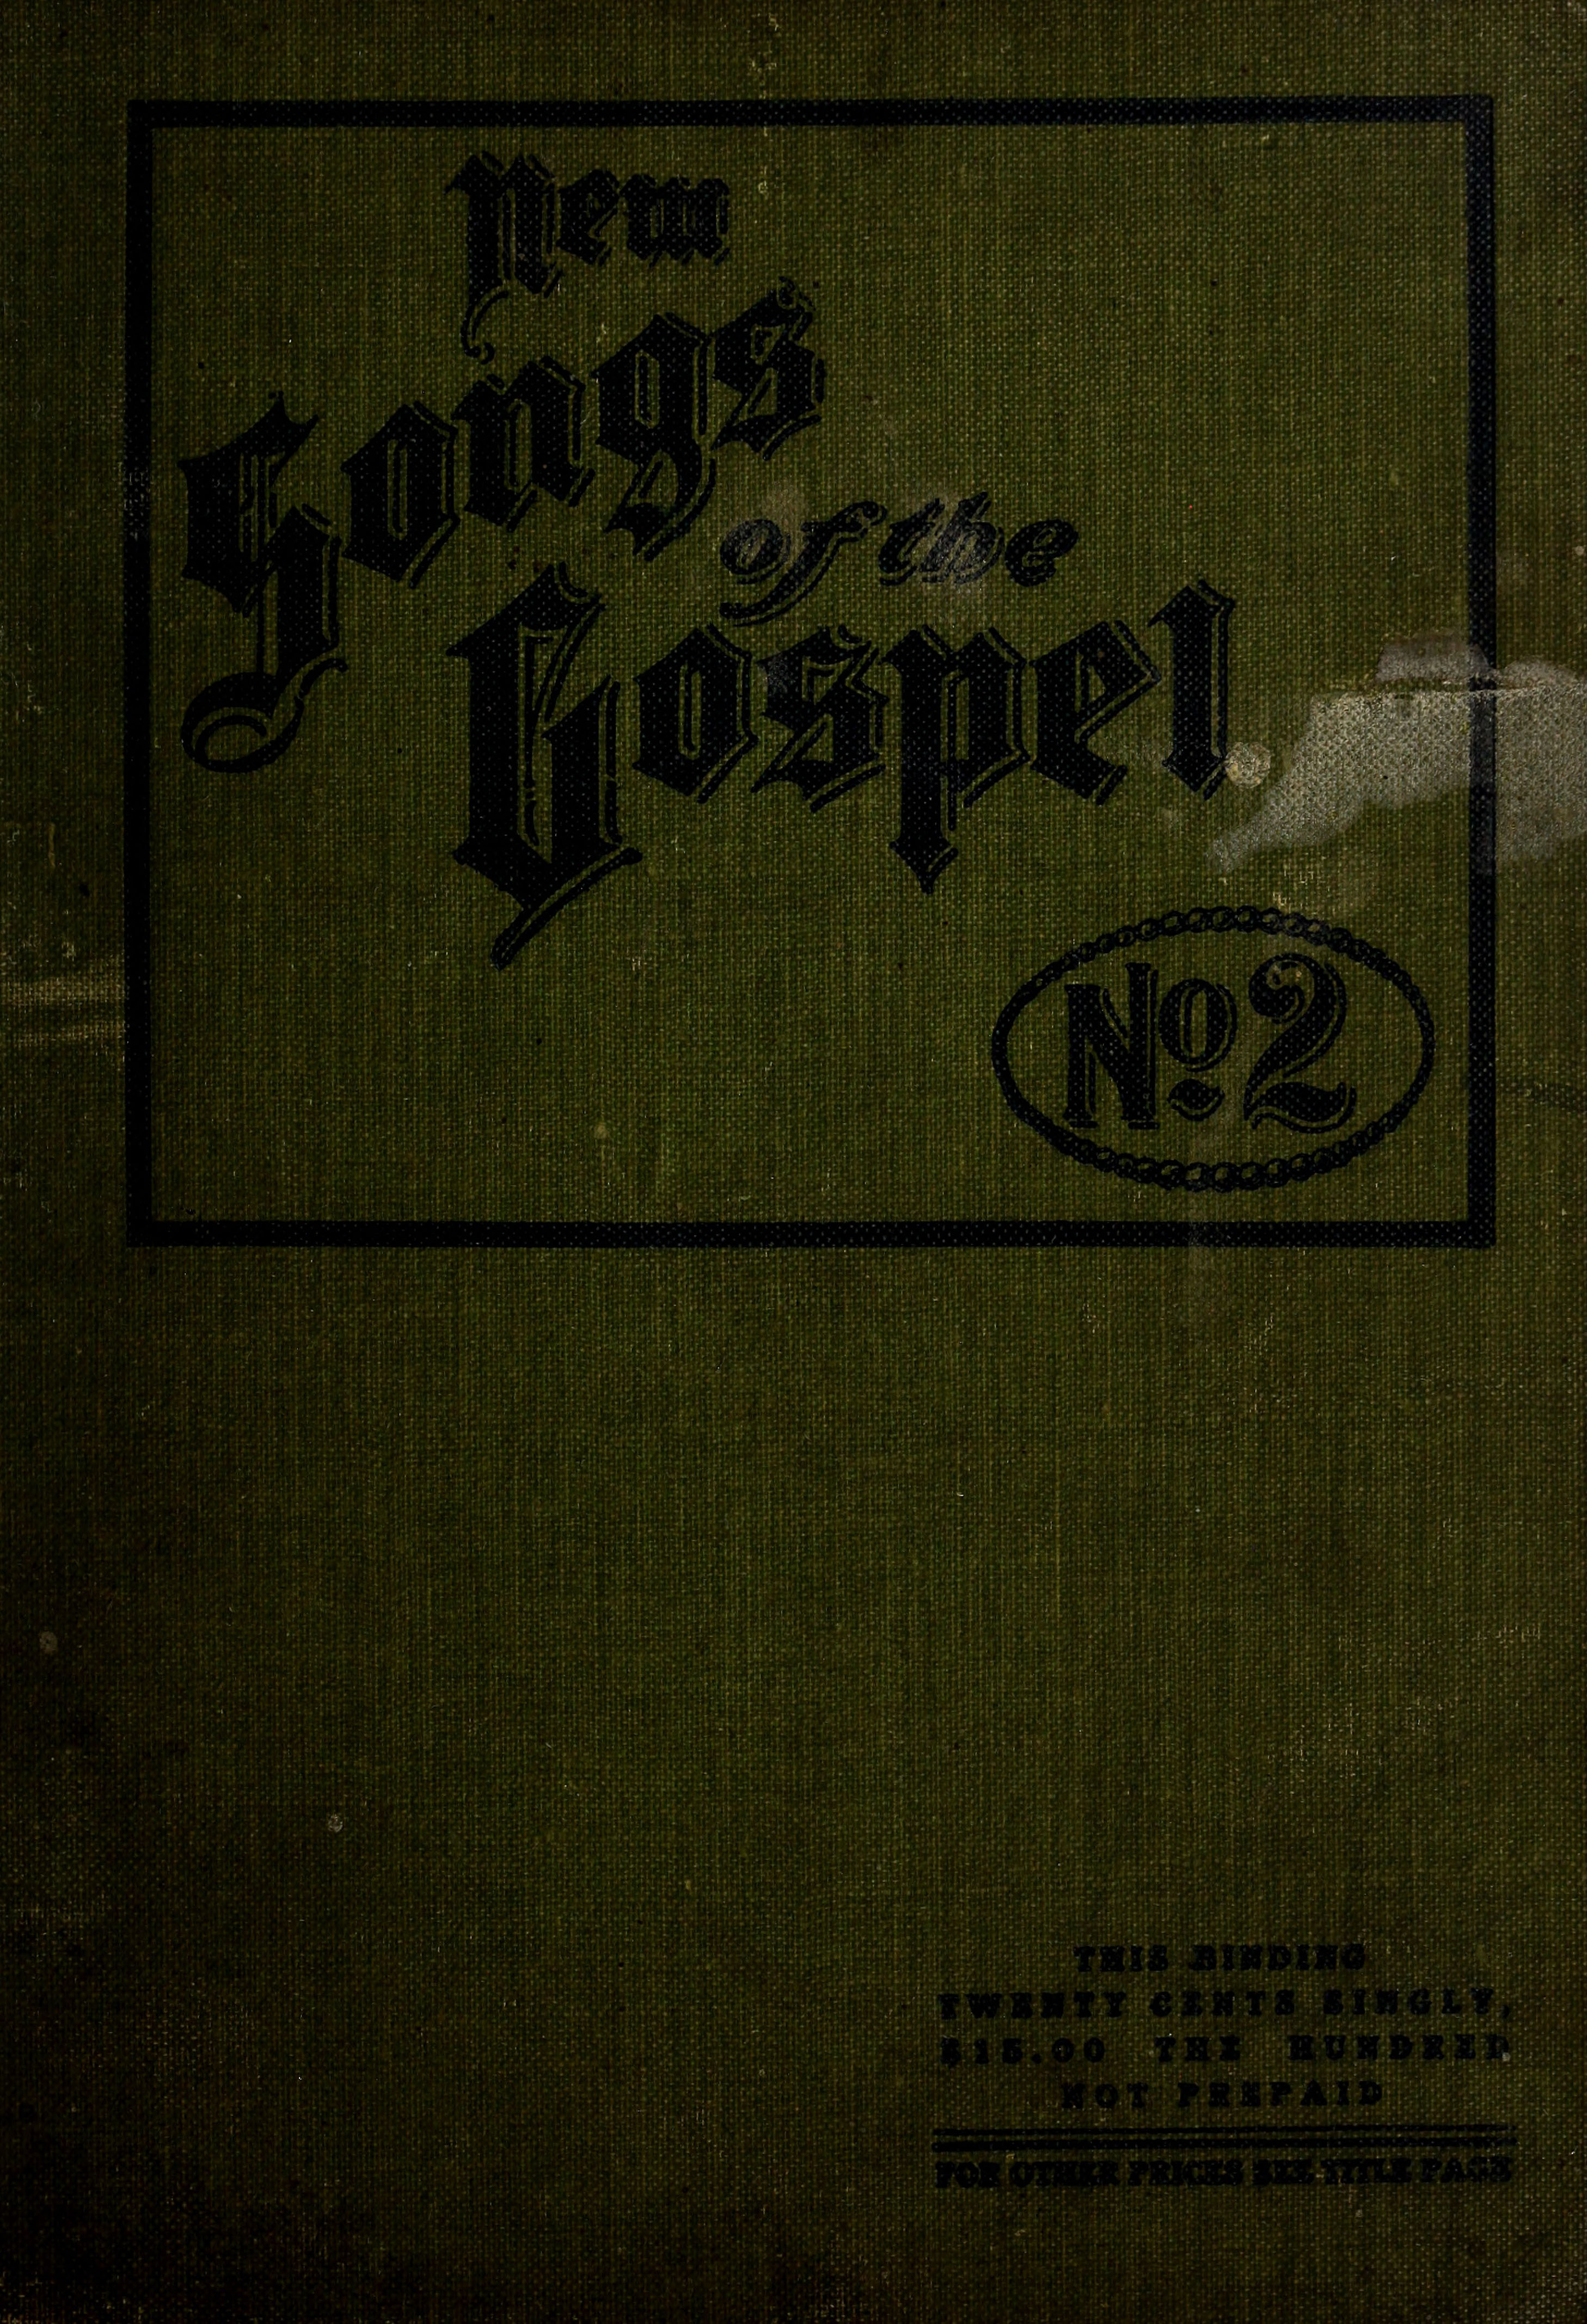 New
Songs
of the
Gospel
No. 2
THIS BINDING
TWENTY CENTS SINGLY,
$15.00 THE HUNDRED
NOT PREPAID
FOR OTHER PRICES SEE TITLE PAGE